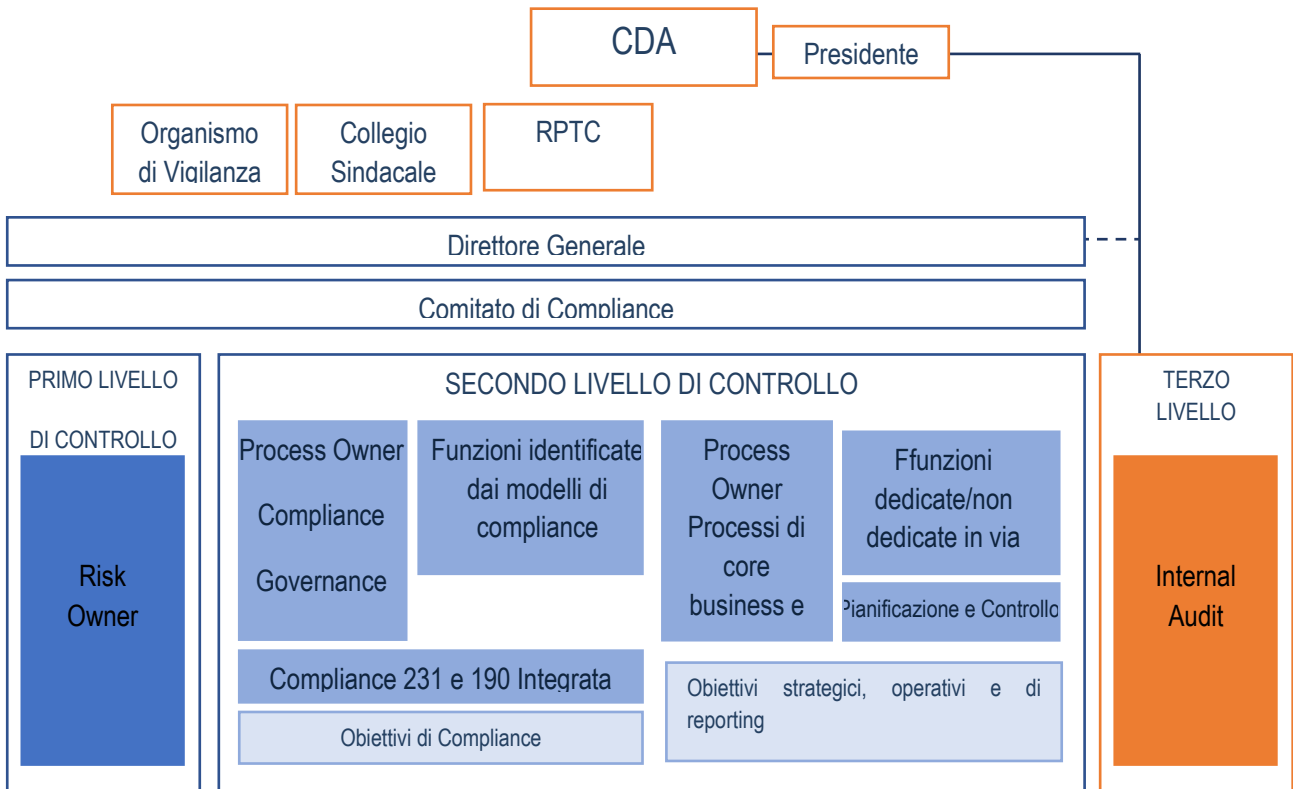 CDA
Presidente
Organismo
di Vigilanza
Collegio
Sindacale
RPTC
Direttore Generale
Comitato di Compliance
PRIMO LIVELLO
DI CONTROLLO
Risk
Owner
SECONDO LIVELLO DI CONTROLLO
Process Owner
Compliance
Governance
Funzioni identificate
dai modelli di
compliance
Process
Owner
Processi di
core
business e
Ffunzioni
dedicate/non
dedicate in via
Pianificazione e Controllo
Compliance 231 e 190 Integrata
Obiettivi di Compliance
Obiettivi strategici, operativi e di
reporting
TERZO
LIVELLO
Internal
Audit